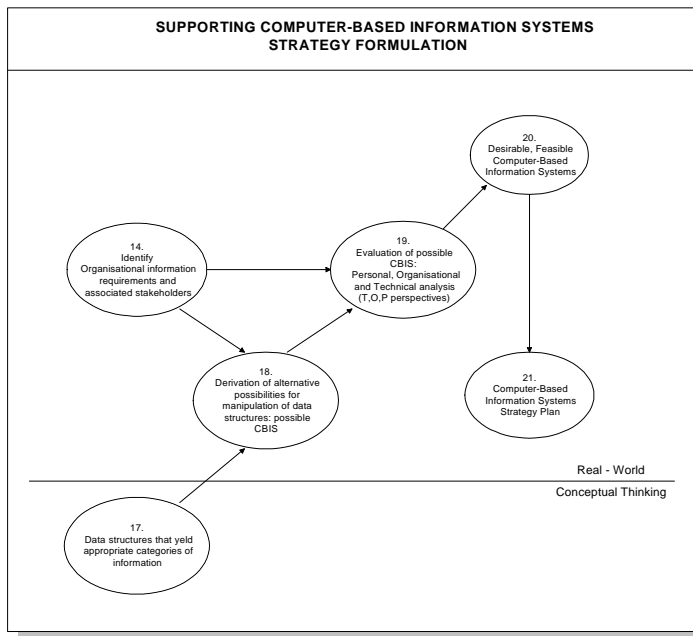 SUPPORTING COMPUTER-BASED INFORMATION SYSTEMS
STRATEGY FORMULATION
20.
Desirable, Feasible
Computer-Based
Information Systems
14.
Identify
Organisational information
requirements and
associated stakeholders
19.
Evaluation of possible
CBIS:
Personal, Organisational
and Technical analysis
(T,O,P perspectives)
18.
Derivation of alternative
possibilities for
manipulation of data
structures: possible
CBIS
21.
Computer-Based
Information Systems
Strategy Plan
Real - World
Conceptual Thinking
17.
Data structures that yeld
appropriate categories of
information